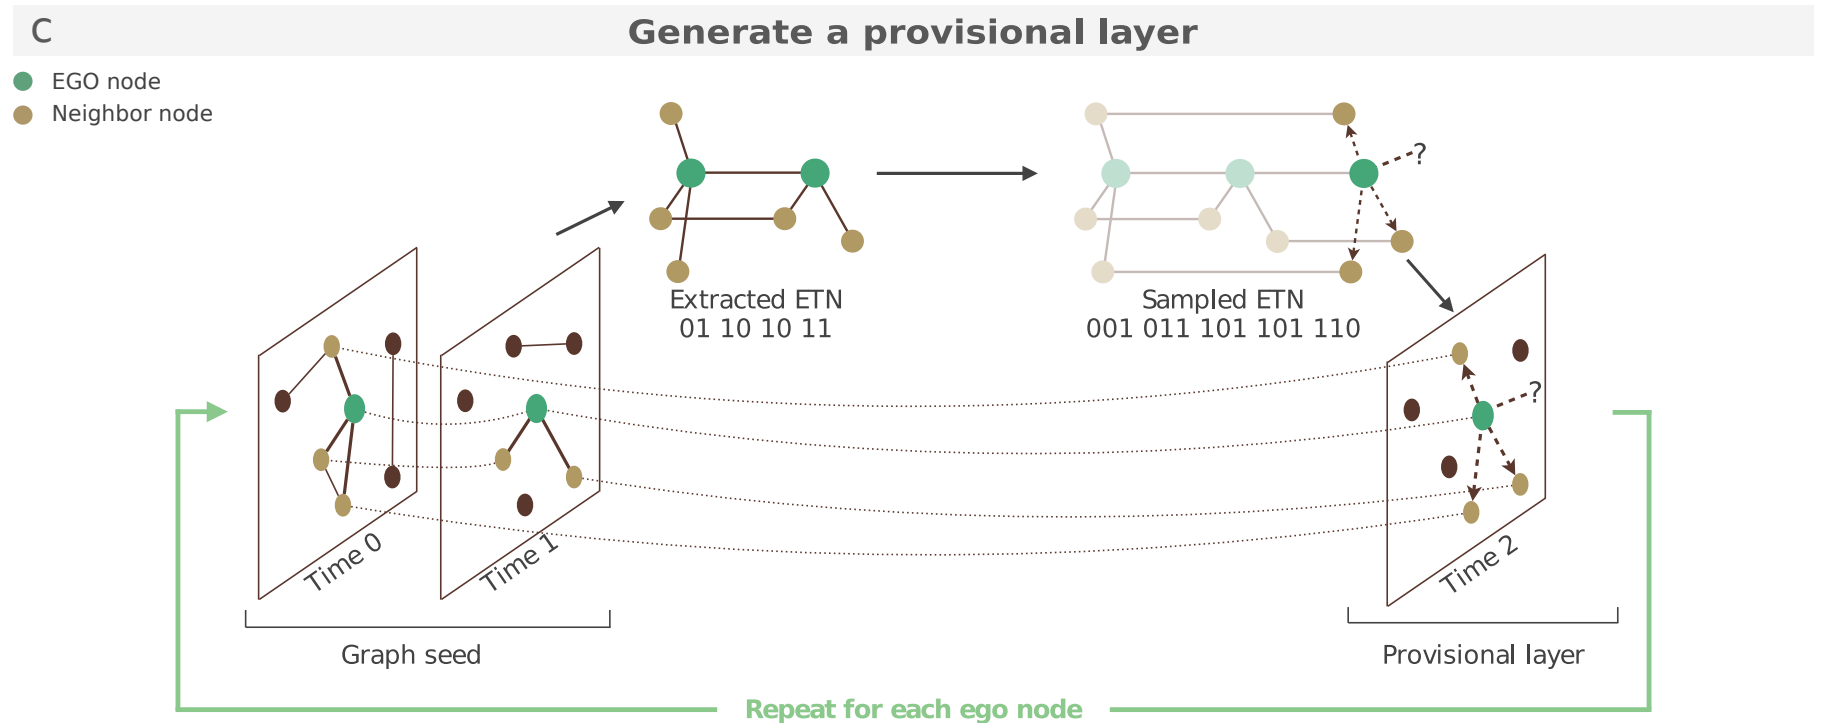 C
Generate a provisional layer
EGO node
Neighbor node
?
Extracted ETN
01 10 10 11
Sampled ETN
001 011 101 101 110
?
Time 0
Time 1
Time 2
Graph seed
Provisional layer
Repeat for each ego node